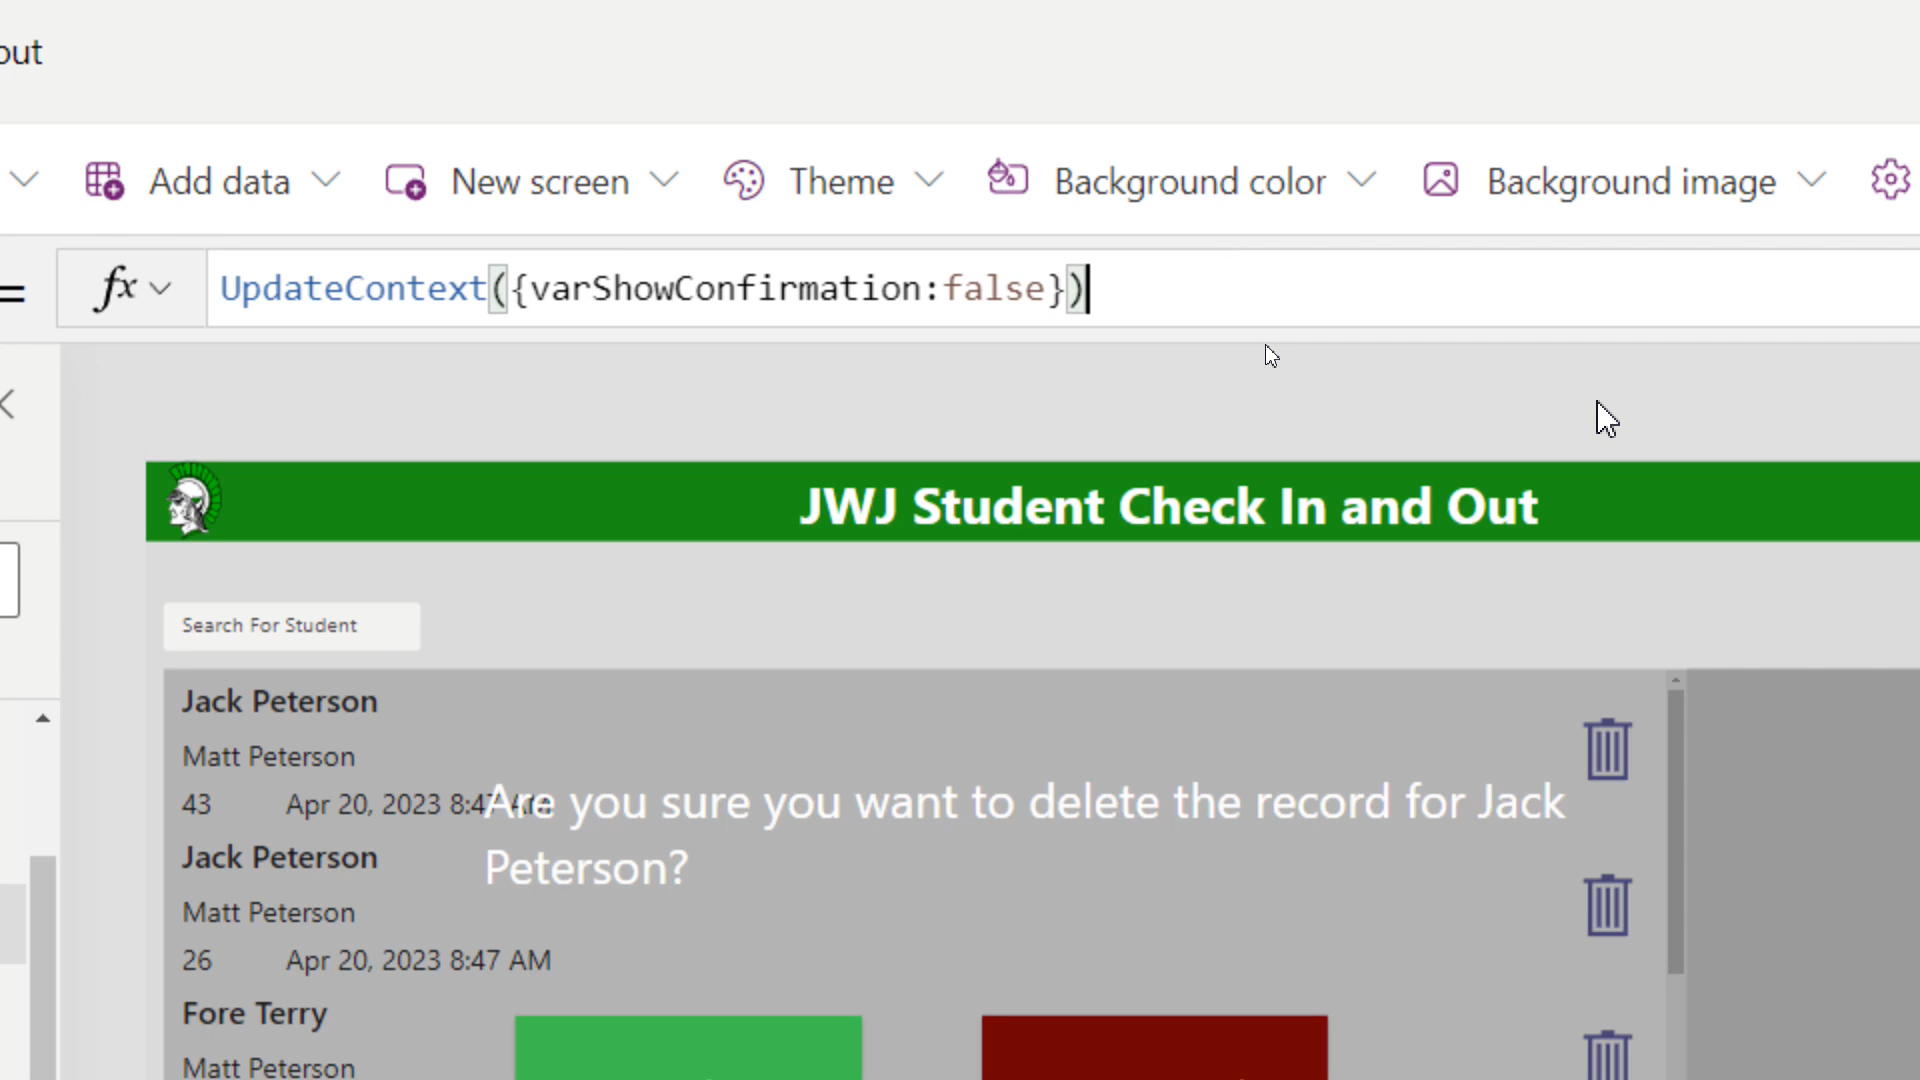 out
Add data
New screen
Theme
Background color
Background image
=
fx
UpdateContext({varShowConfirmation:false})
JWJ Student Check In and Out
Search For Student
Jack Peterson
Matt Peterson
43 Apr 20, 2023 8:47 AM
Are you sure you want to delete the record for Jack
Peterson?
Jack Peterson
Matt Peterson
26 Apr 20, 2023 8:47 AM
Fore Terry
Matt Peterson